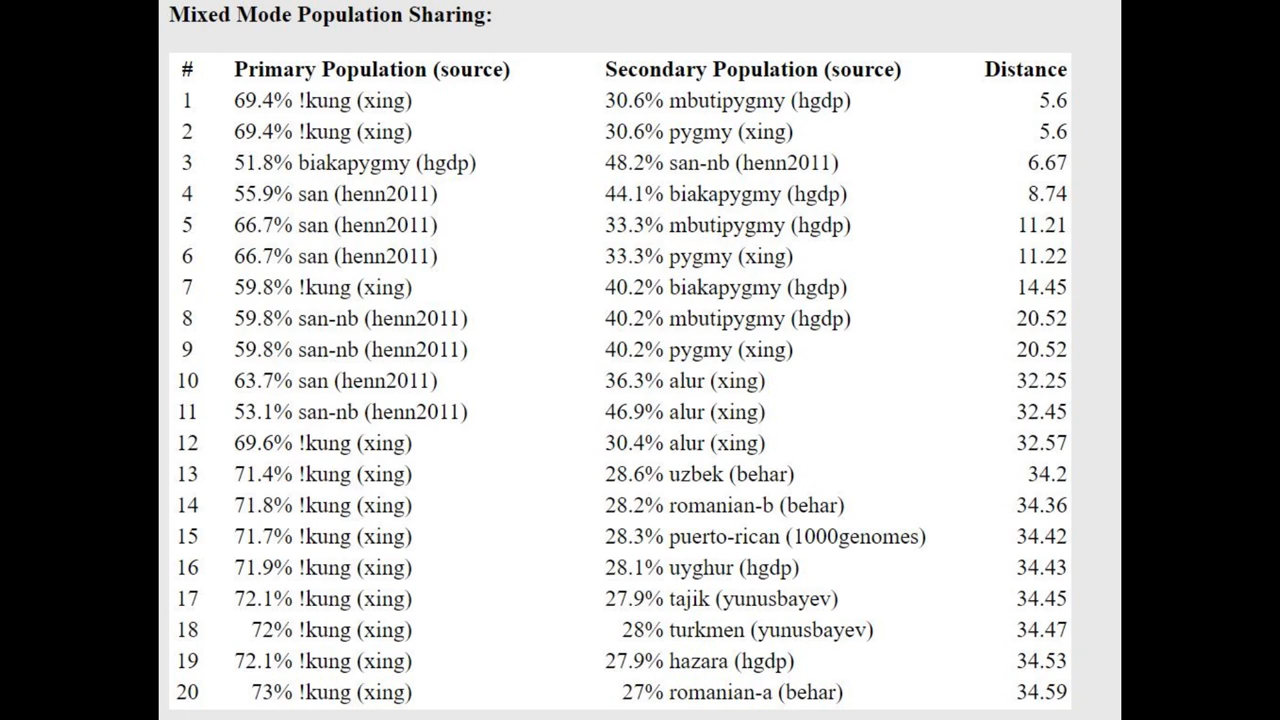 Mixed Mode Population Sharing:
# Primary Population (source) Secondary Population (source) Distance
1 69.4% !kung (xing) 30.6% mbutipygmy (hgdp) 5.6
2 69.4% !kung (xing) 30.6% pygmy (xing) 5.6
3 51.8% biakapygmy (hgdp) 48.2% san-nb (henn2011) 6.67
4 55.9% san (henn2011) 44.1% biakapygmy (hgdp) 8.74
5 66.7% san (henn2011) 33.3% mbutipygmy (hgdp) 11.21
6 66.7% san (henn2011) 33.3% pygmy (xing) 11.22
7 59.8% !kung (xing) 40.2% biakapygmy (hgdp) 14.45
8 59.8% san-nb (henn2011) 40.2% mbutipygmy (hgdp) 20.52
9 59.8% san-nb (henn2011) 40.2% pygmy (xing) 20.52
10 63.7% san (henn2011) 36.3% alur (xing) 32.25
11 53.1% san-nb (henn2011) 46.9% alur (xing) 32.45
12 69.6% !kung (xing) 30.4% alur (xing) 32.57
13 71.4% !kung (xing) 28.6% uzbek (behar) 34.2
14 71.8% !kung (xing) 28.2% romanian-b (behar) 34.36
15 71.7% !kung (xing) 28.3% puerto-rican (1000genomes) 34.42
16 71.9% !kung (xing) 28.1% uyghur (hgdp) 34.43
17 72.1% !kung (xing) 27.9% tajik (yunusbayev) 34.45
18 72% !kung (xing) 28% turkmen (yunusbayev) 34.47
19 72.1% !kung (xing) 27.9% hazara (hgdp) 34.53
20 73% !kung (xing) 27% romanian-a (behar) 34.59